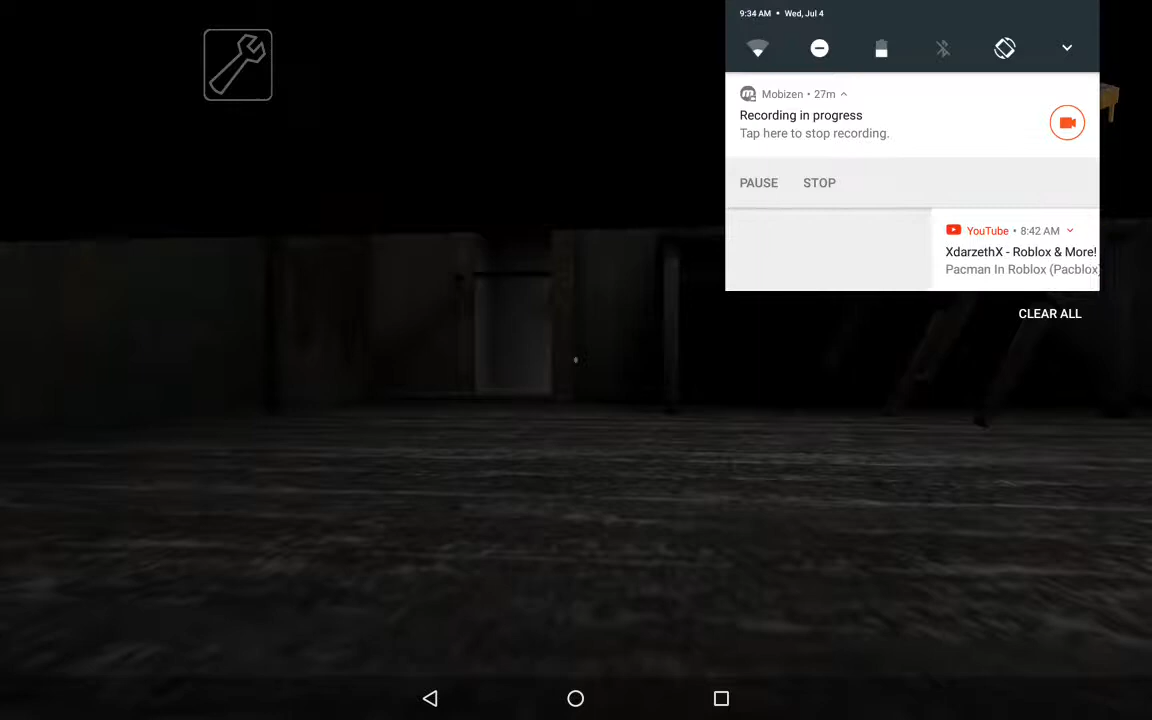 9:34 AM • Wed, Jul 4
Mobizen • 27m
Recording in progress
Tap here to stop recording.
PAUSE STOP
YouTube • 8:42 AM
XdarzethX - Roblox & More!
Pacman In Roblox (Pacblox)
CLEAR ALL